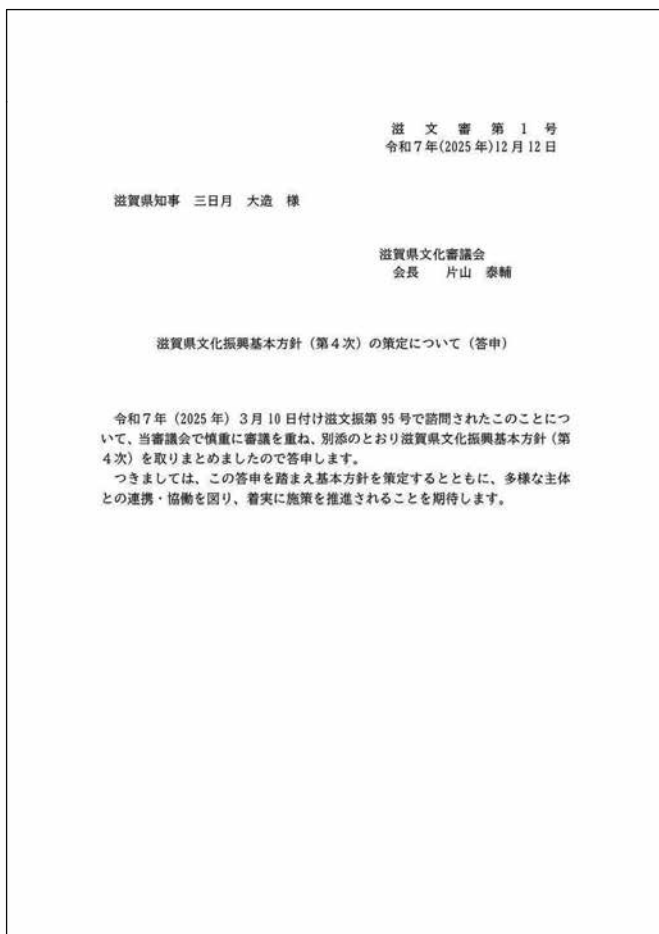 滋文審第1号
令和7年(2025年)12月12日
滋賀県知事 三日月 大造 様
滋賀県文化審議会
会長 片山 泰輔
滋賀県文化振興基本方針(第4次)の策定について(答申)
令和7年(2025年)3月10日付け滋文振第95号で諮問されたこのことにつ
いて、当審議会で慎重に審議を重ね、別添のとおり滋賀県文化振興基本方針(第
4次)を取りまとめましたので答申します。
つきましては、この答申を踏まえ基本方針を策定するとともに、多様な主体
との連携・協働を図り、着実に施策を推進されることを期待します。